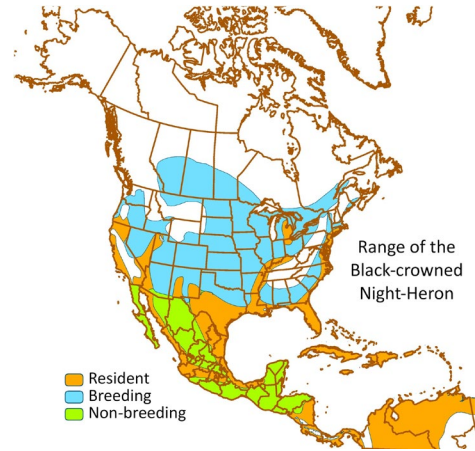 Range of the
Black-crowned
Night-Heron
Resident
Breeding
Non-breeding